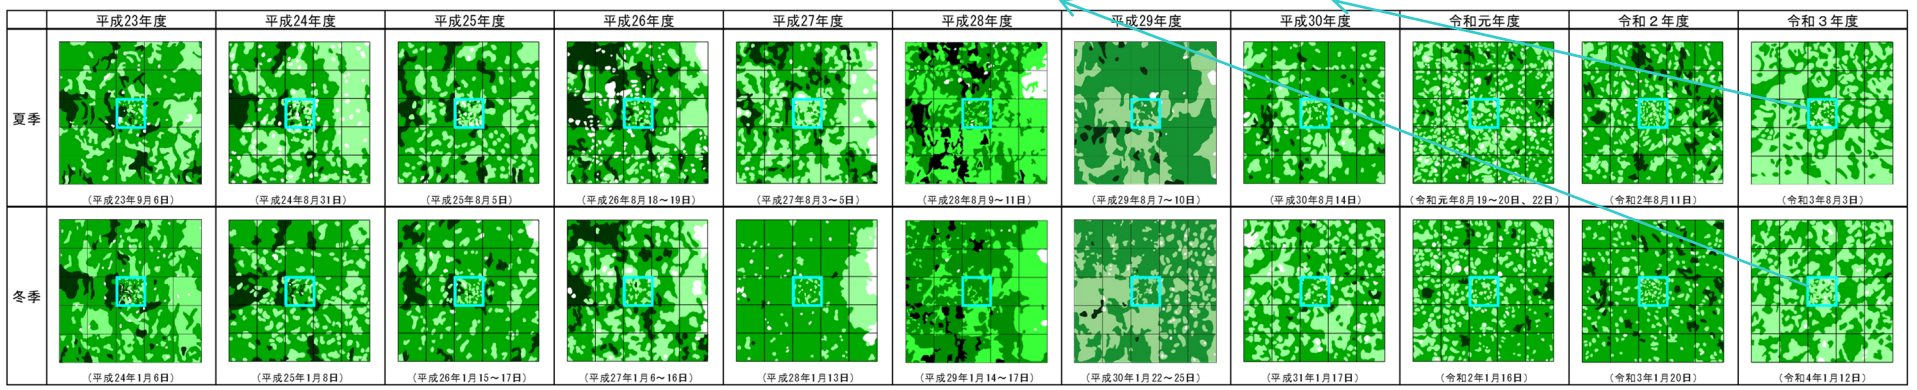 平成23年度 平成24年度 平成25年度 平成26年度 平成27年度 平成28年度 平成29年度 平成30年度 令和元年度 令和２年度 令和３年度
夏季
(平成23年9月6日) (平成24年8月31日) (平成25年8月5日) (平成26年8月18～19日) (平成27年8月3～5日) (平成28年8月9～11日) (平成29年8月7～10日) (平成30年8月14日) (令和元年8月19～20日、22日) (令和2年8月11日) (令和3年8月3日)
冬季
(平成24年1月6日) (平成25年1月8日) (平成26年1月15～17日) (平成27年1月6～16日) (平成28年1月13日) (平成29年1月14～17日) (平成30年1月22～25日) (平成31年1月17日) (令和2年1月16日) (令和3年1月20日) (令和4年1月12日)